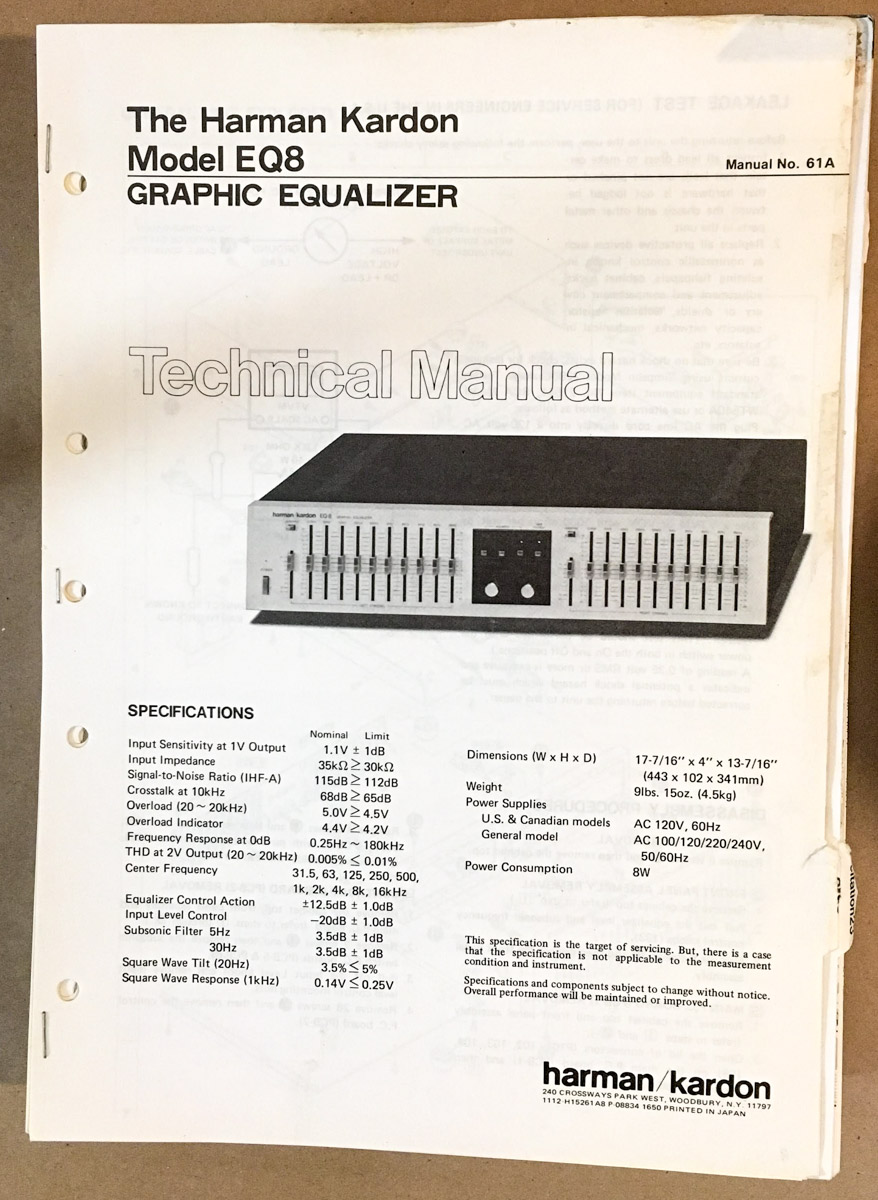 The Harman Kardon
Model EQ8
Manual No. 61A
GRAPHIC EQUALIZER
Technical Manual
harman/kardon EQ8
SPECIFICATIONS
Nominal Limit
Input Sensitivity at 1V Output 1.1V ± 1dB
Input Impedance 35kΩ ≥ 30kΩ
Signal-to-Noise Ratio (IHF-A) 115dB ≥ 112dB
Crosstalk at 10kHz 68dB ≥ 65dB
Overload (20 ~ 20kHz) 5.0V ≥ 4.5V
Overload Indicator 4.4V ≥ 4.2V
Frequency Response at 0dB 0.25Hz ~ 180kHz
THD at 2V Output (20 ~ 20kHz) 0.005% ≤ 0.01%
Center Frequency 31.5, 63, 125, 250, 500,
1k, 2k, 4k, 8k, 16kHz
Equalizer Control Action ±12.5dB ± 1.0dB
Input Level Control −20dB ± 1.0dB
Subsonic Filter 5Hz 3.5dB ± 1dB
30Hz 3.5dB ± 1dB
Square Wave Tilt (20Hz) 3.5% ≤ 5%
Square Wave Response (1kHz) 0.14V ≤ 0.25V
Dimensions (W x H x D) 17-7/16" x 4" x 13-7/16"
(443 x 102 x 341mm)
Weight 9lbs. 15oz. (4.5kg)
Power Supplies
U.S. & Canadian models AC 120V, 60Hz
General model AC 100/120/220/240V,
50/60Hz
Power Consumption 8W
This specification is the target of servicing. But, there is a case
that the specification is not applicable to the measurement
condition and instrument.
Specifications and components subject to change without notice.
Overall performance will be maintained or improved.
harman/kardon
240 CROSSWAYS PARK WEST, WOODBURY, N.Y. 11797
1112-H15261AB P-08834 1650 PRINTED IN JAPAN